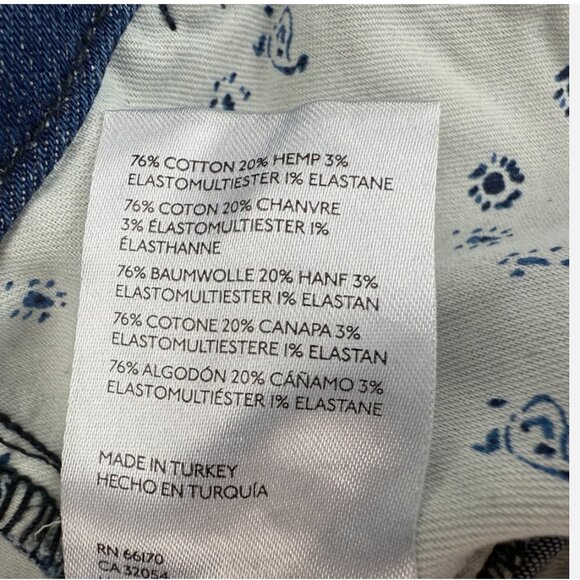 76% COTTON 20% HEMP 3%
ELASTOMULTIESTER 1% ELASTANE
76% COTON 20% CHANVRE
3% ÉLASTOMULTIESTER 1%
ÉLASTHANNE
76% BAUMWOLLE 20% HANF 3%
ELASTOMULTIESTER 1% ELASTAN
76% COTONE 20% CANAPA 3%
ELASTOMULTIESTERE 1% ELASTAN
76% ALGODÓN 20% CÁÑAMO 3%
ELASTOMULTIÉSTER 1% ELASTANE
MADE IN TURKEY
HECHO EN TURQUÍA
RN 66170
CA 32054